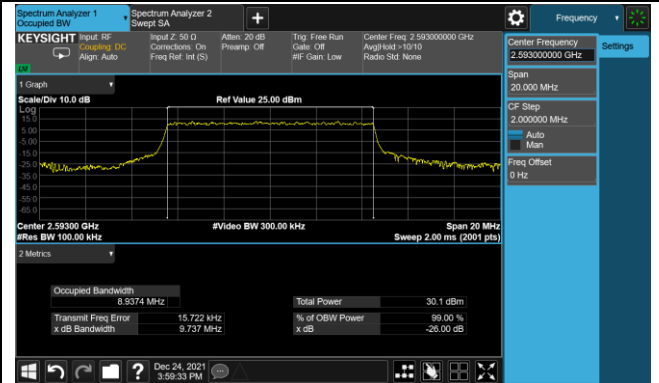 Spectrum Analyzer 1
Occupied BW
Spectrum Analyzer 2
Swept SA
Frequency
KEYSIGHT
Input: RF
Coupling: DC
Align: Auto
Input Z: 50 Ω
Corrections: On
Freq Ref: Int (S)
Atten: 20 dB
Preamp: Off
Trig: Free Run
Gate: Off
#IF Gain: Low
Center Freq: 2.593000000 GHz
Avg|Hold:>10/10
Radio Std: None
Center Frequency
2.593000000 GHz
Settings
Span
20.000 MHz
CF Step
2.000000 MHz
Auto
Man
Freq Offset
0 Hz
1 Graph
Scale/Div 10.0 dB
Ref Value 25.00 dBm
Log
15.0
5.00
-5.00
-15.0
-25.0
-35.0
-45.0
-55.0
-65.0
Center 2.59300 GHz
#Video BW 300.00 kHz
Span 20 MHz
#Res BW 100.00 kHz
Sweep 2.00 ms (2001 pts)
2 Metrics
Occupied Bandwidth
8.9374 MHz
Total Power
30.1 dBm
Transmit Freq Error
15.722 kHz
% of OBW Power
99.00 %
x dB Bandwidth
9.737 MHz
x dB
-26.00 dB
Dec 24, 2021
3:59:33 PM